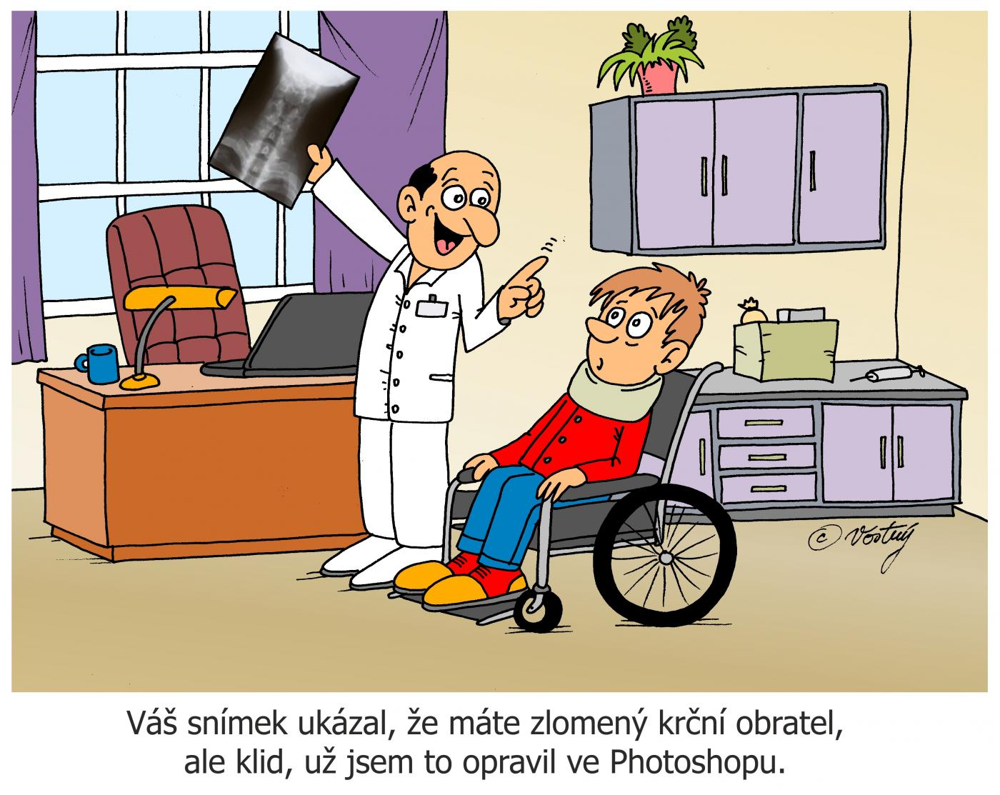 © Vostrý
Váš snímek ukázal, že máte zlomený krční obratel,
ale klid, už jsem to opravil ve Photoshopu.